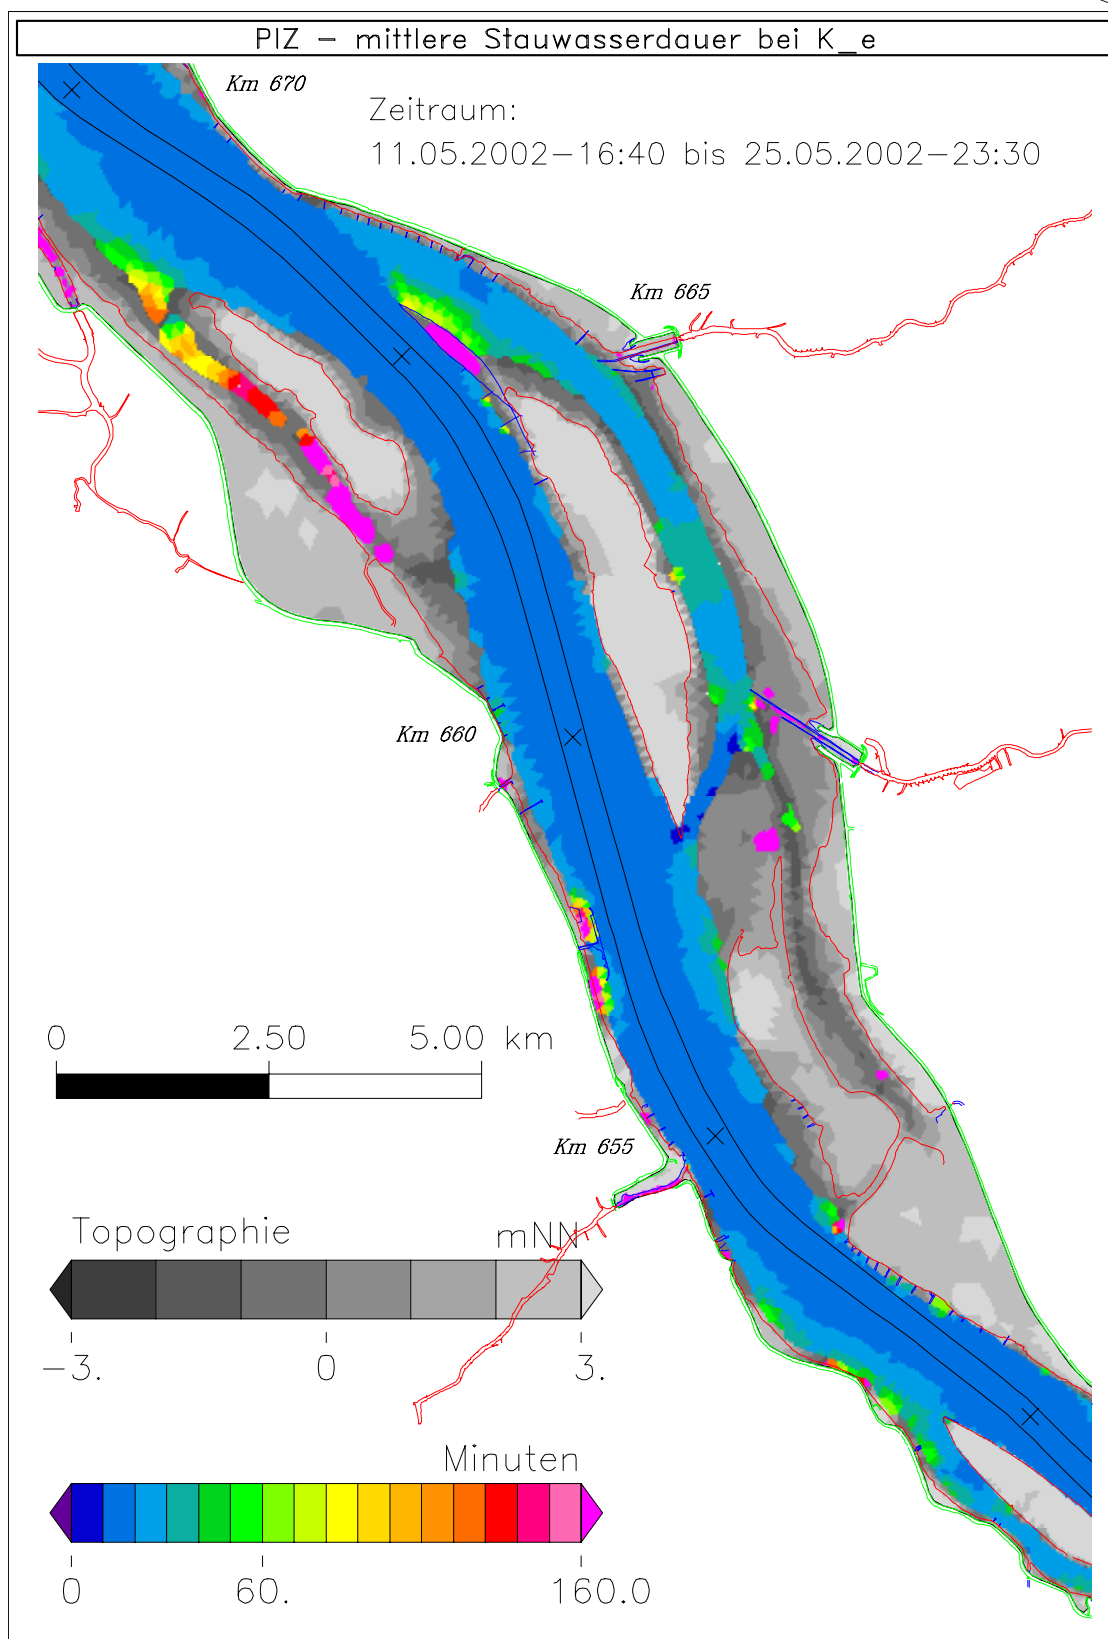 PIZ - mittlere Stauwasserdauer bei K_e
Km 670
Zeitraum:
11.05.2002-16:40 bis 25.05.2002-23:30
Km 665
Km 660
0 2.50 5.00 km
Km 655
Topographie mNN
-3. 0 3.
Minuten
0 60. 160.0